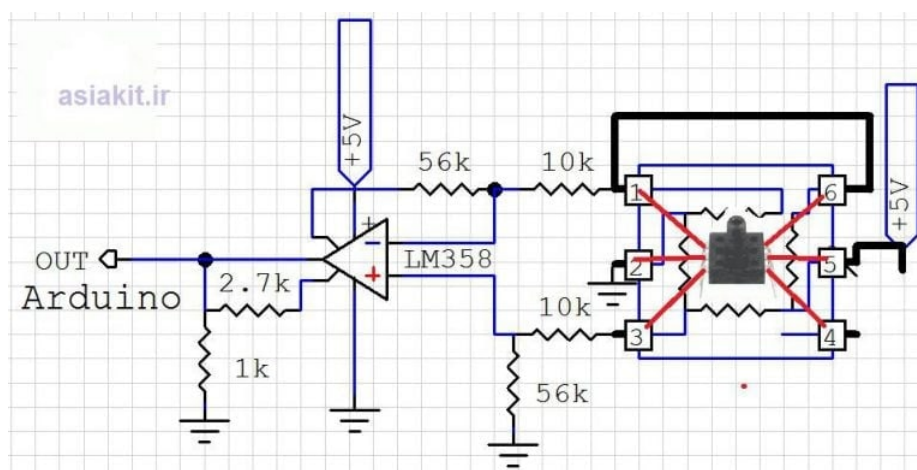 asiakit.ir
+5V
+5V
56k
10k
1
6
+
-
LM358
OUT
2
5
+
Arduino
2.7k
10k
3
4
1k
56k